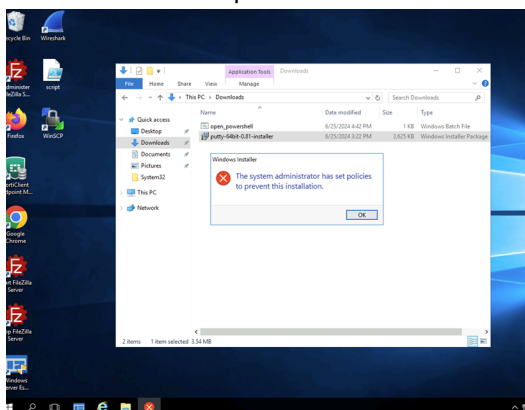 ecycle Bin
Wireshark
Application Tools
Downloads
File
Home
Share
View
Manage
This PC > Downloads
Search Downloads
Name
Date modified
Size
Type
Quick access
Desktop
Downloads
Documents
Pictures
System32
This PC
Network
open_powershell
6/25/2024 4:42 PM
1 KB
Windows Batch File
putty-64bit-0.81-installer
6/25/2024 3:22 PM
3,625 KB
Windows Installer Package
Windows Installer
The system administrator has set policies
to prevent this installation.
OK
2 items
1 item selected
3.54 MB
dminister
leZilla S...
script
Firefox
WinSCP
ortiClient
dpoint M...
Google
Chrome
art FileZilla
Server
op FileZilla
Server
Windows
erver Es...